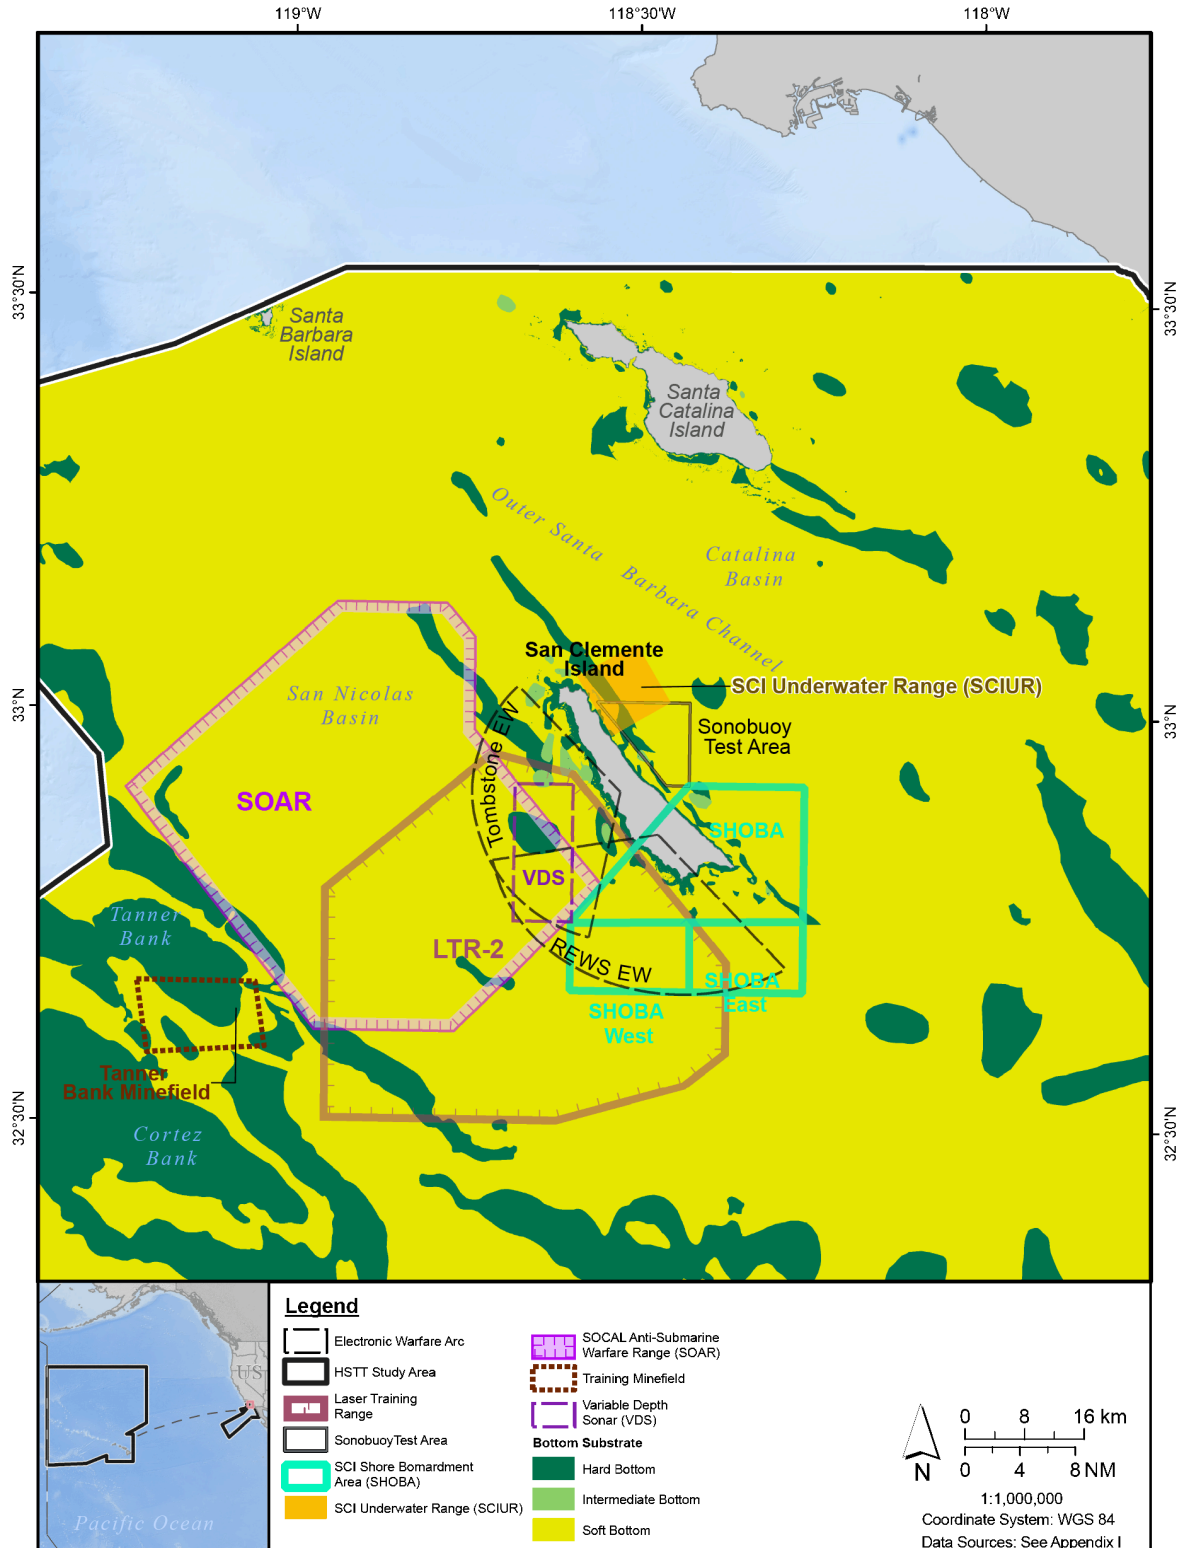 119°W
118°30'W
118°W
33°30'N
33°30'N
Santa
Barbara
Island
Santa
Catalina
Island
Outer Santa Barbara Channel
Catalina
Basin
San Clemente
Island
SCI Underwater Range (SCIUR)
San Nicolas
Basin
33°N
33°N
Sonobuoy
Test Area
Tombstone EW
SOAR
SHOBA
VDS
Tanner
Bank
LTR-2
REWS EW
SHOBA
East
SHOBA
West
Tanner
Bank Minefield
32°30'N
32°30'N
Cortez
Bank
US
Pacific Ocean
Legend
Electronic Warfare Arc
HSTT Study Area
Laser Training
Range
SonobuoyTest Area
SCI Shore Bomardment
Area (SHOBA)
SCI Underwater Range (SCIUR)
SOCAL Anti-Submarine
Warfare Range (SOAR)
Training Minefield
Variable Depth
Sonar (VDS)
Bottom Substrate
Hard Bottom
Intermediate Bottom
Soft Bottom
N
0 8 16 km
0 4 8 NM
1:1,000,000
Coordinate System: WGS 84
Data Sources: See Appendix I